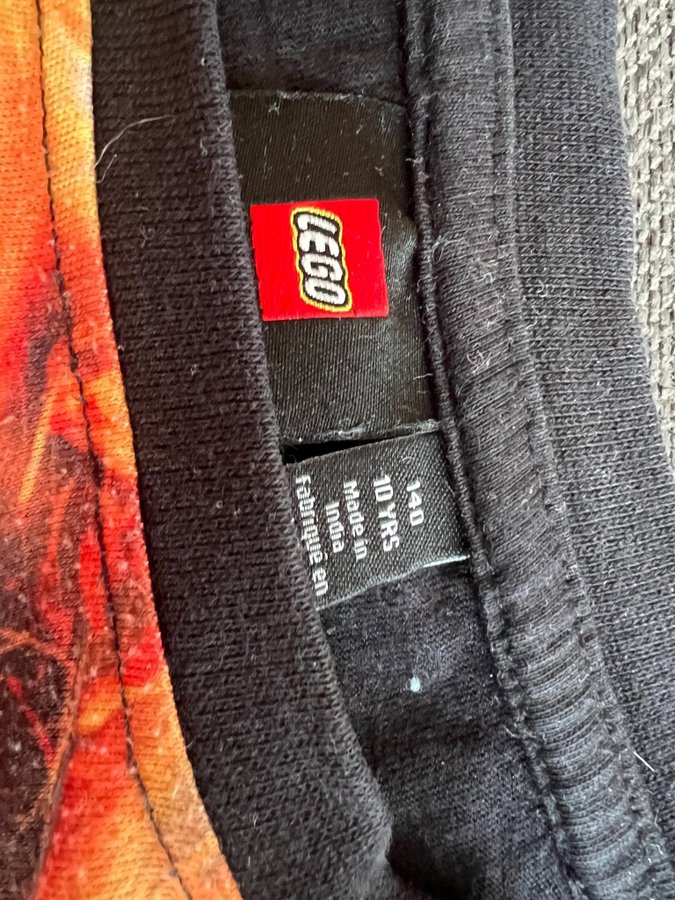 LEGO
140
10 YRS
Made in
India
Fabriqué en